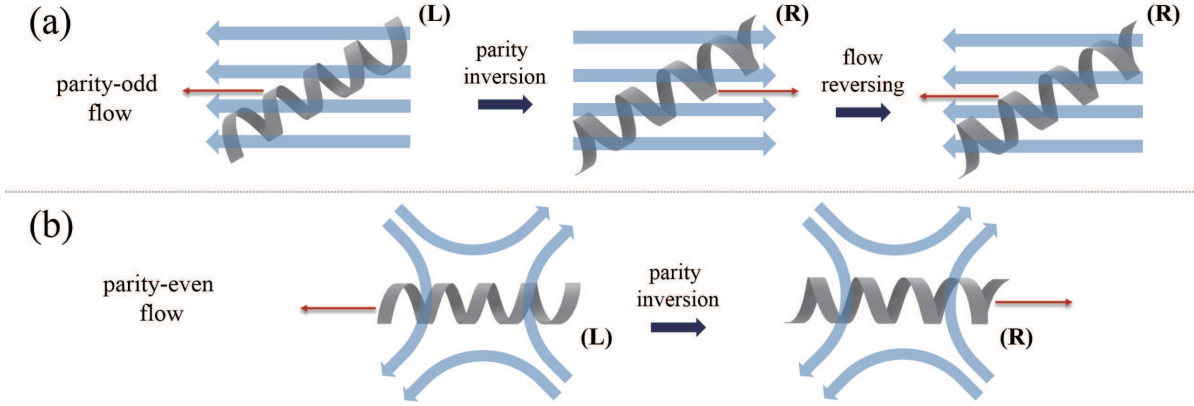 (a)
(L)
(R)
(R)
parity-odd
flow
parity
inversion
flow
reversing
(b)
parity-even
flow
parity
inversion
(L)
(R)